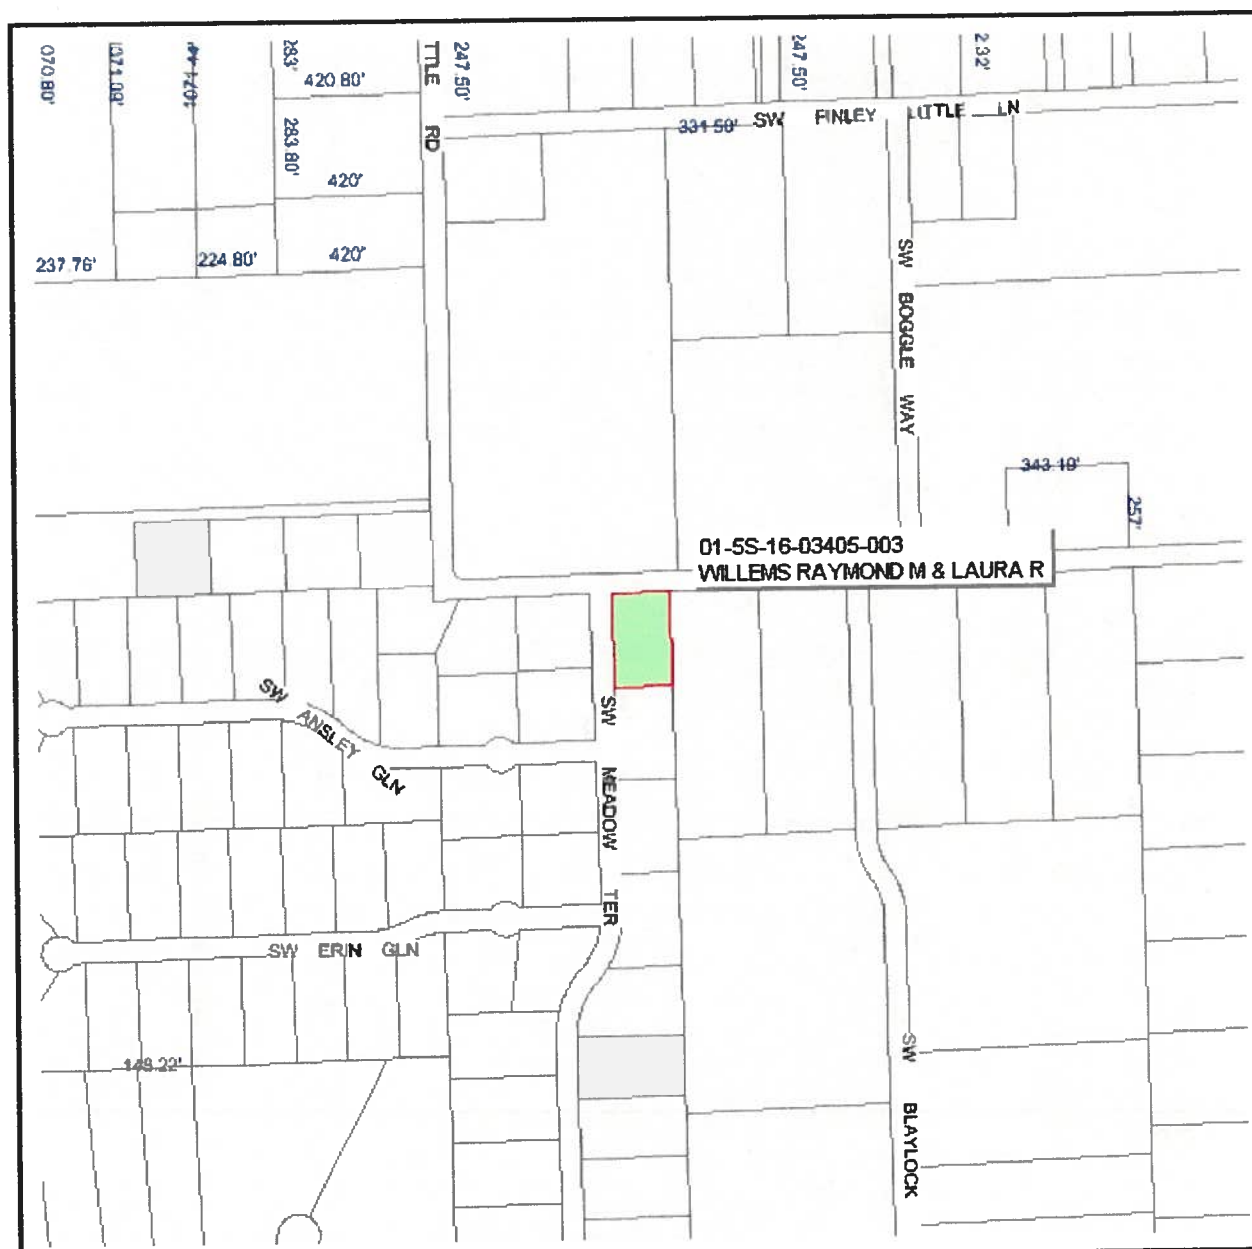 070.80'
1071.09'
1071.44'
283'
420.80'
TTLE RD
247.50'
247.50'
2.32'
331.50'
SW FINLEY LITTLE LN
283.80'
420'
237.76'
224.80'
420'
SW BOGGLE WAY
343.19'
257'
01-5S-16-03405-003
WILLEMS RAYMOND M & LAURA R
SW ANSLEY GLN
SW MEADOW TER
SW ERIN GLN
148.22'
SW BLAYLOCK